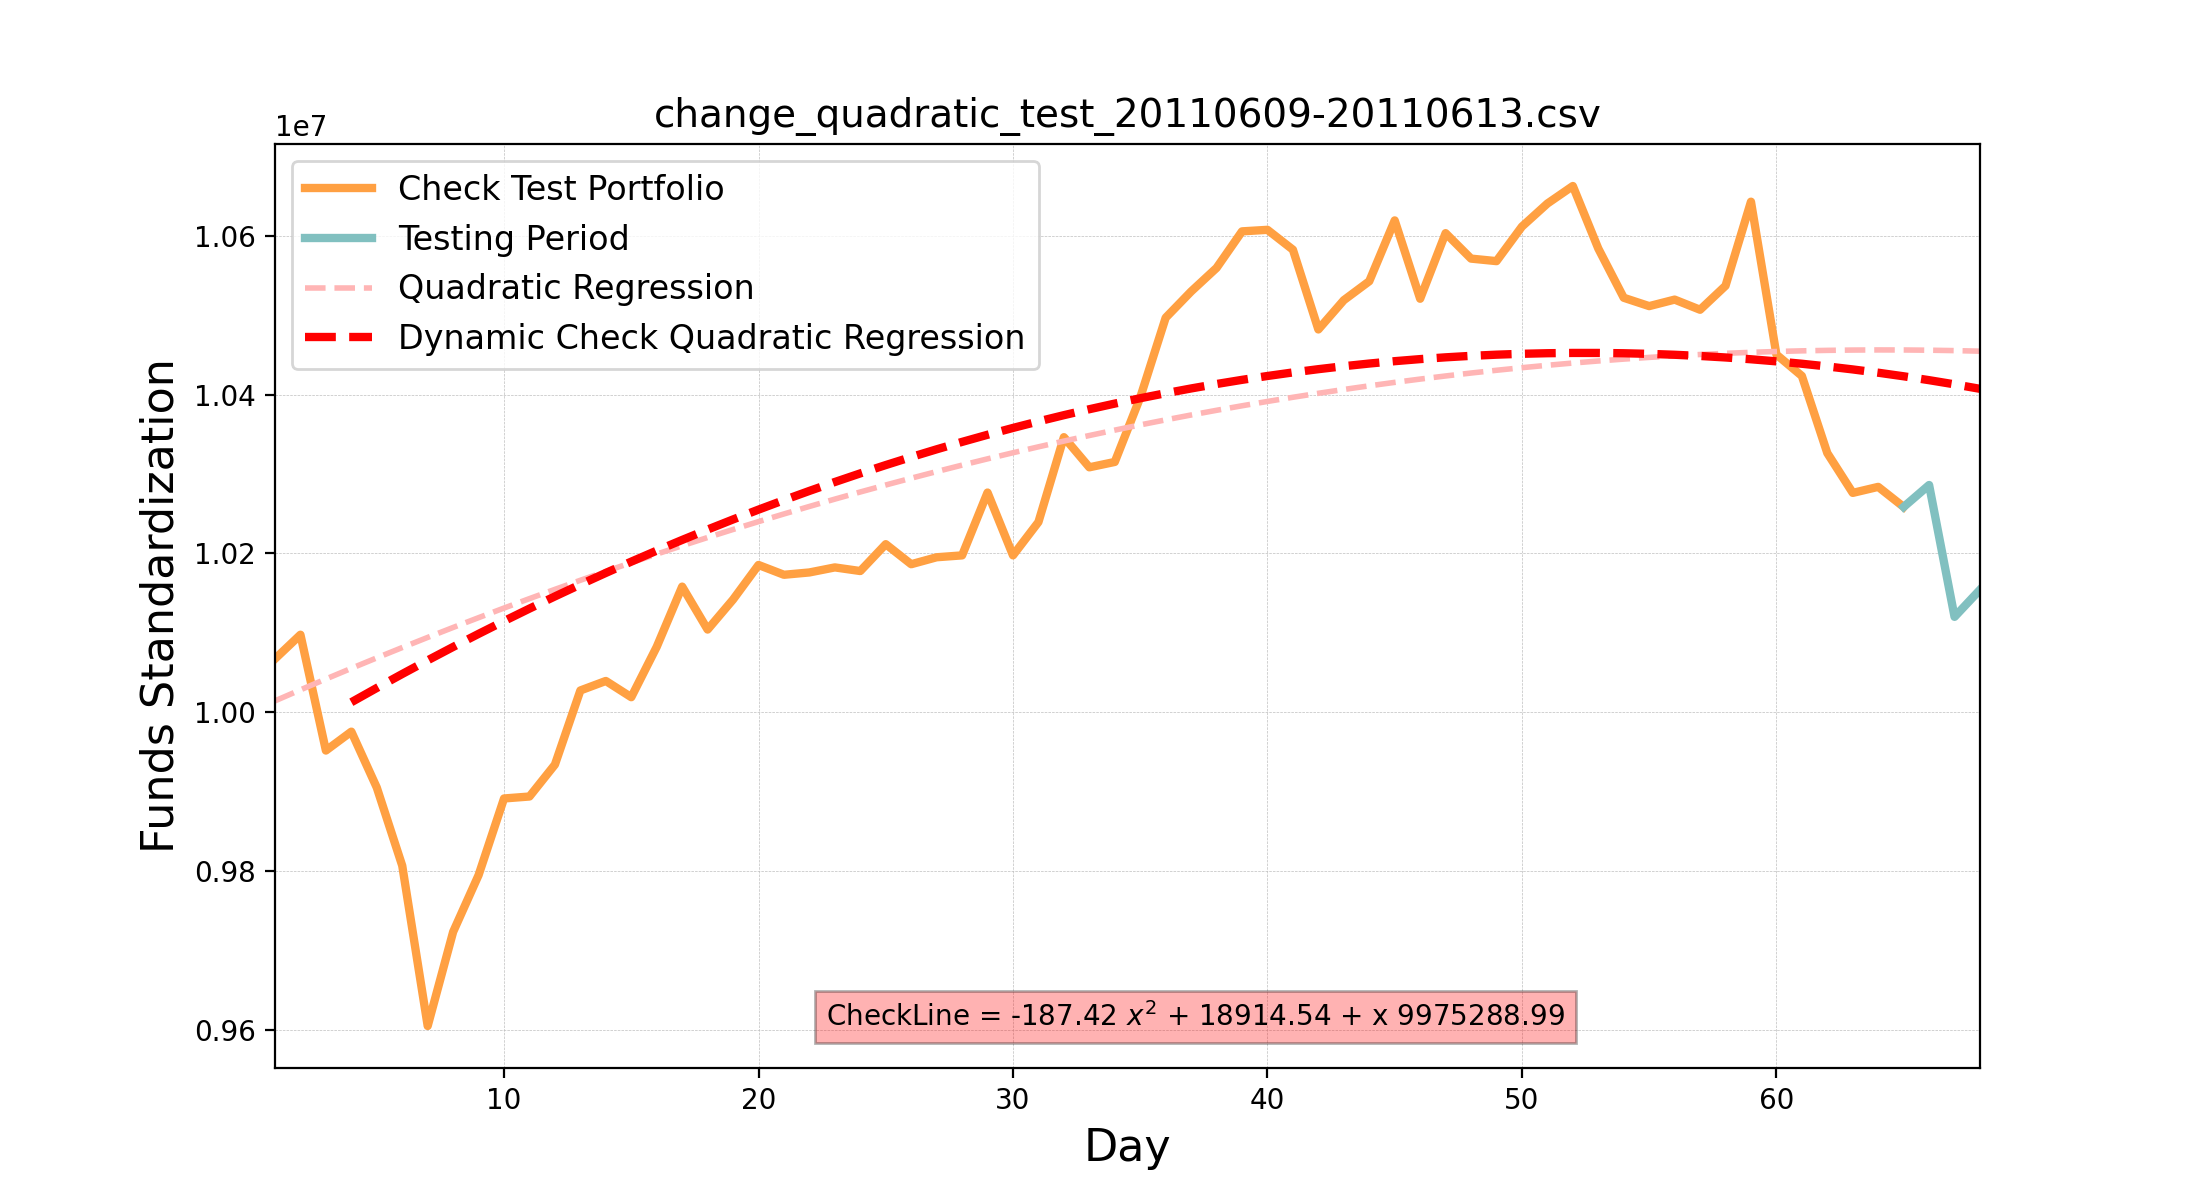 change_quadratic_test_20110609-20110613.csv
1e7
Check Test Portfolio
Testing Period
Quadratic Regression
Dynamic Check Quadratic Regression
1.06
1.04
1.02
1.00
0.98
0.96
Funds Standardization
CheckLine = -187.42 x² + 18914.54 + x 9975288.99
10 20 30 40 50 60
Day